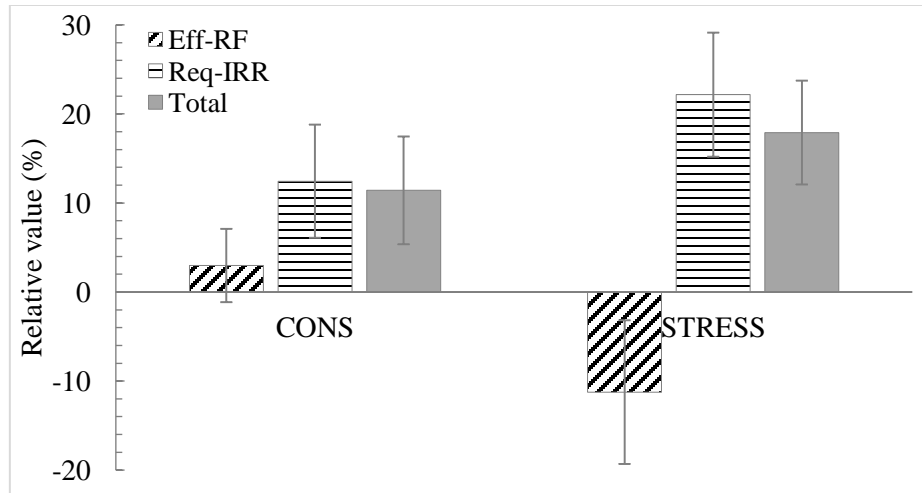 Relative value (%)
30
20
10
0
-10
-20
Eff-RF
Req-IRR
Total
CONS
STRESS